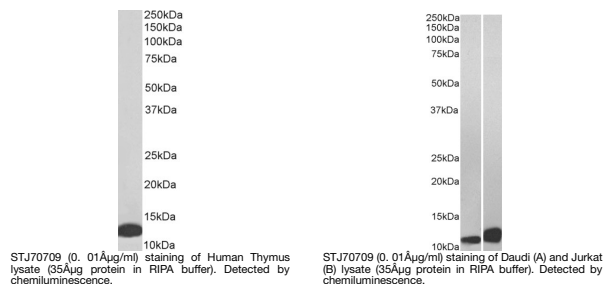 250kDa
150kDa
100kDa
75kDa
50kDa
37kDa
25kDa
20kDa
15kDa
10kDa
STJ70709 (0. 01Âµg/ml) staining of Human Thymus
lysate (35Âµg protein in RIPA buffer). Detected by
chemiluminescence.
250kDa
150kDa
100kDa
75kDa
50kDa
37kDa
25kDa
20kDa
15kDa
10kDa
STJ70709 (0. 01Âµg/ml) staining of Daudi (A) and Jurkat
(B) lysate (35Âµg protein in RIPA buffer). Detected by
chemiluminescence.